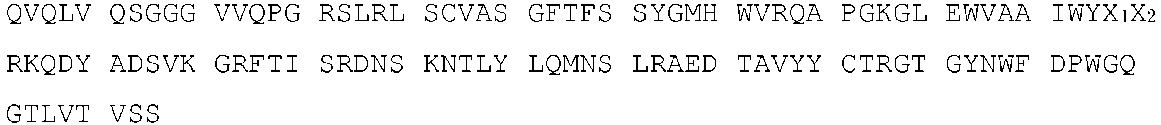 QVQLV QSGGG VVQPG RSLRL SCVAS GFTFS SYGMH WVRQA PGKGL EWVAA IWYX₁X₂
RKQDY ADSVK GRFTI SRDNS KNTLY LQMNS LRAED TAVYY CTRGT GYNWF DPWGQ
GTLVT VSS